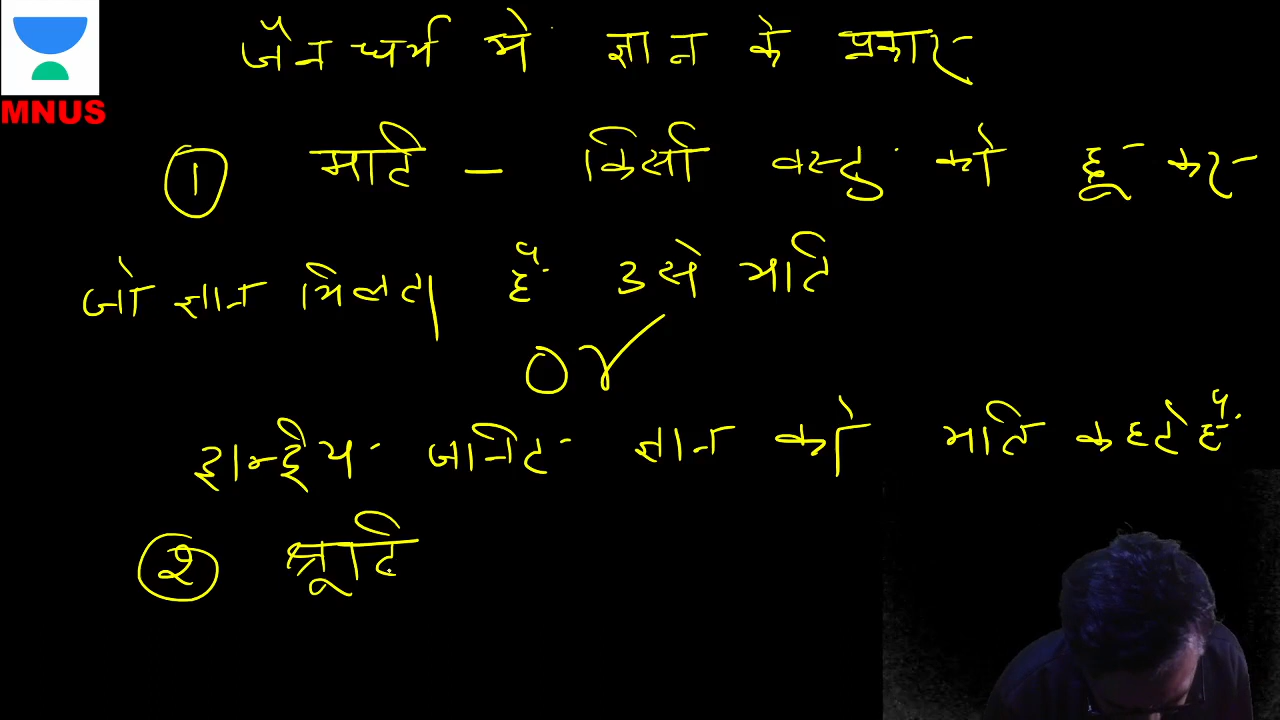 MNUS
जैन धर्म मे ज्ञान के प्रकार
① मति - किसी वस्तु को छू कर
जो ज्ञान मिलता है उसे मति
or
इन्द्रिय जनित ज्ञान को मति कहते है
② श्रूति